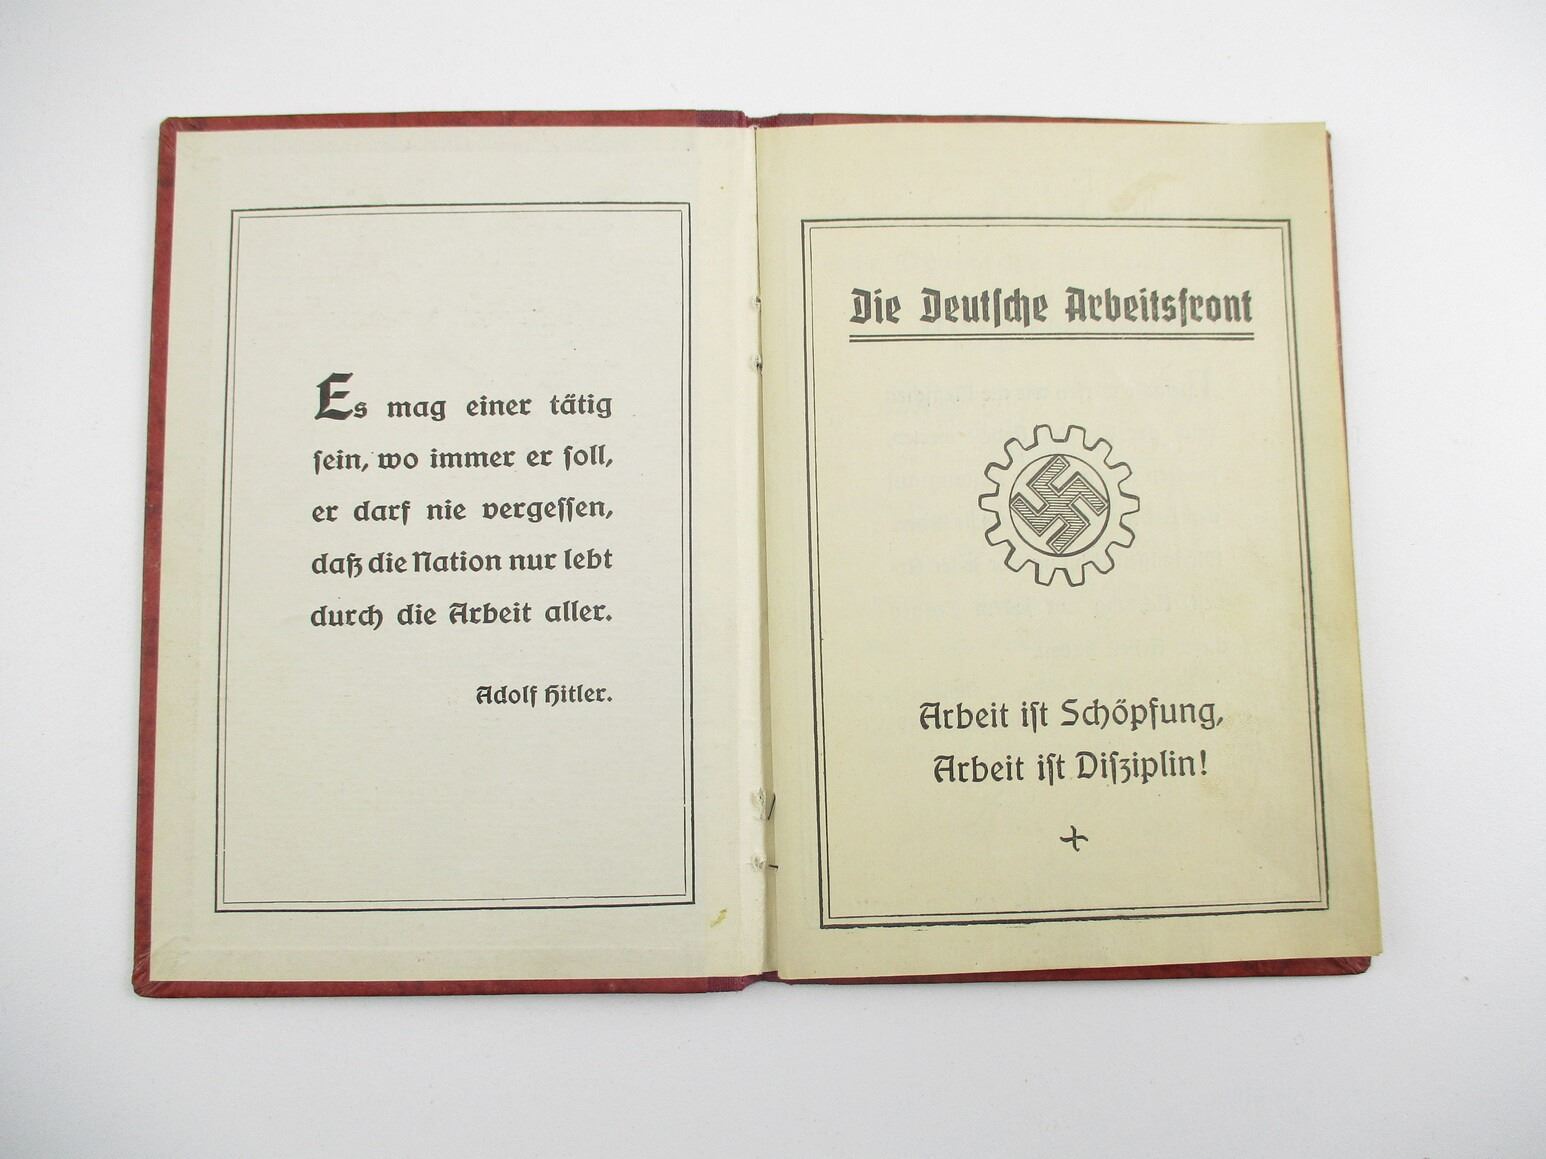 Es mag einer tätig
sein, wo immer er soll,
er darf nie vergessen,
daß die Nation nur lebt
durch die Arbeit aller.
Adolf Hitler.
Die Deutsche Arbeitsfront
Arbeit ist Schöpfung,
Arbeit ist Disziplin!